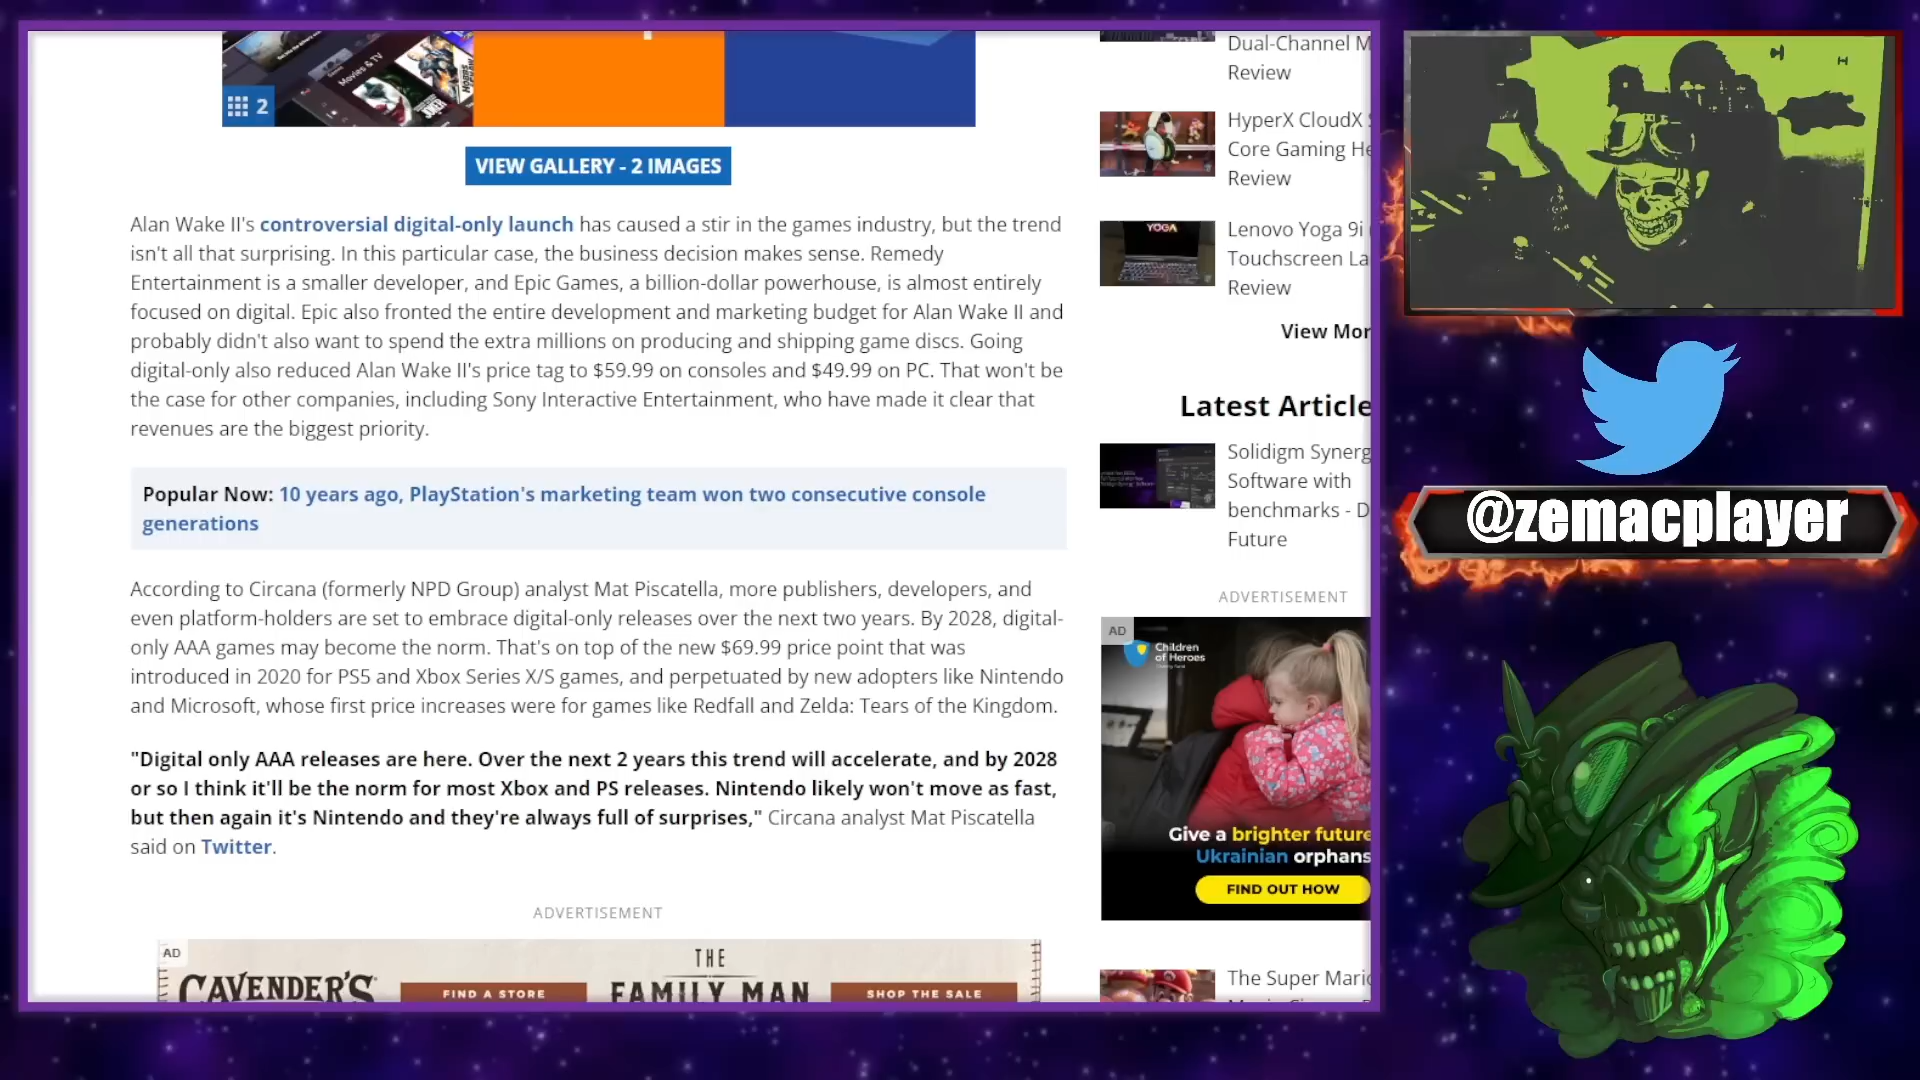 2
VIEW GALLERY - 2 IMAGES
Alan Wake II's controversial digital-only launch has caused a stir in the games industry, but the trend
isn't all that surprising. In this particular case, the business decision makes sense. Remedy
Entertainment is a smaller developer, and Epic Games, a billion-dollar powerhouse, is almost entirely
focused on digital. Epic also fronted the entire development and marketing budget for Alan Wake II and
probably didn't also want to spend the extra millions on producing and shipping game discs. Going
digital-only also reduced Alan Wake II's price tag to $59.99 on consoles and $49.99 on PC. That won't be
the case for other companies, including Sony Interactive Entertainment, who have made it clear that
revenues are the biggest priority.
Popular Now: 10 years ago, PlayStation's marketing team won two consecutive console
generations
According to Circana (formerly NPD Group) analyst Mat Piscatella, more publishers, developers, and
even platform-holders are set to embrace digital-only releases over the next two years. By 2028, digital-
only AAA games may become the norm. That's on top of the new $69.99 price point that was
introduced in 2020 for PS5 and Xbox Series X/S games, and perpetuated by new adopters like Nintendo
and Microsoft, whose first price increases were for games like Redfall and Zelda: Tears of the Kingdom.
"Digital only AAA releases are here. Over the next 2 years this trend will accelerate, and by 2028
or so I think it'll be the norm for most Xbox and PS releases. Nintendo likely won't move as fast,
but then again it's Nintendo and they're always full of surprises," Circana analyst Mat Piscatella
said on Twitter.
ADVERTISEMENT
AD
CAVENDER'S
FIND A STORE
THE
FAMILY MAN
SHOP THE SALE
Dual-Channel M
Review
HyperX CloudX
Core Gaming He
Review
YOGA
Lenovo Yoga 9i
Touchscreen La
Review
View Mor
Latest Article
Solidigm Synerg
Software with
benchmarks - D
Future
ADVERTISEMENT
AD
Children
of Heroes
Give a brighter future
Ukrainian orphans
FIND OUT HOW
The Super Mario
@zemacplayer